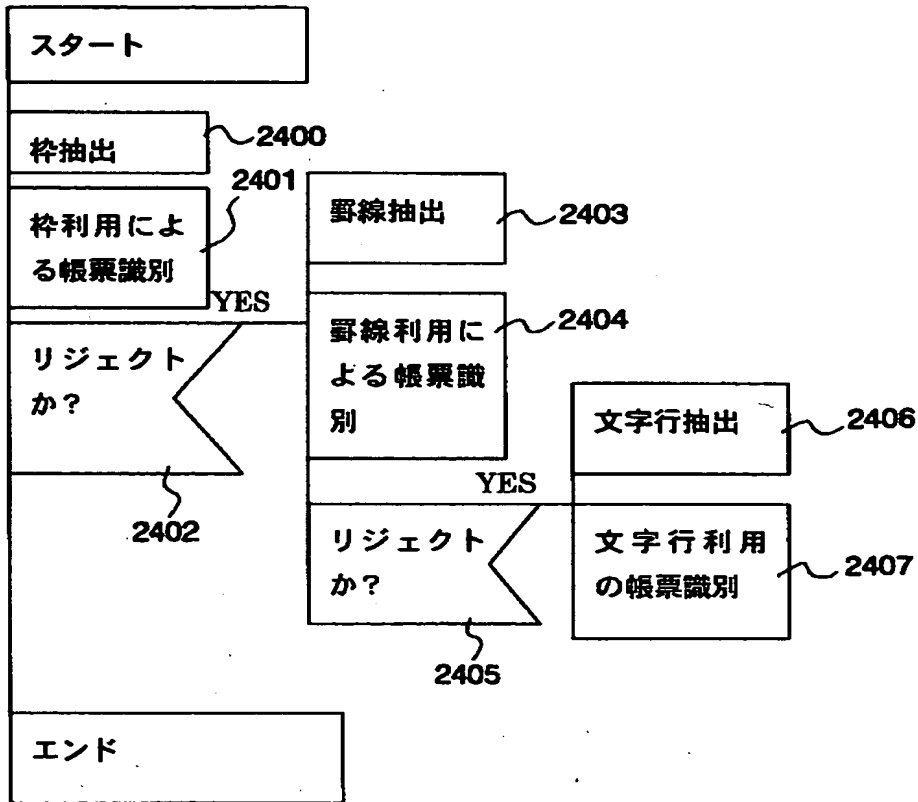 スタート
枠抽出
2400
2401
枠利用によ
る帳票識別
YES
リジェクト
か?
2402
罫線抽出
2403
罫線利用に
よる帳票識
別
2404
YES
リジェクト
か?
2405
文字行抽出
2406
文字行利用
の帳票識別
2407
エンド